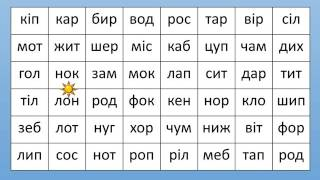 кіп кар бир вод рос тар вір сіл
мот жит шер міс каб цуп чам дих
гол нок зам мок лап сит дар тит
тіл лон род фок кен нор кло шип
зеб лот нуг хор чум ниж віт фор
лип сос нот роп ріл меб тап род